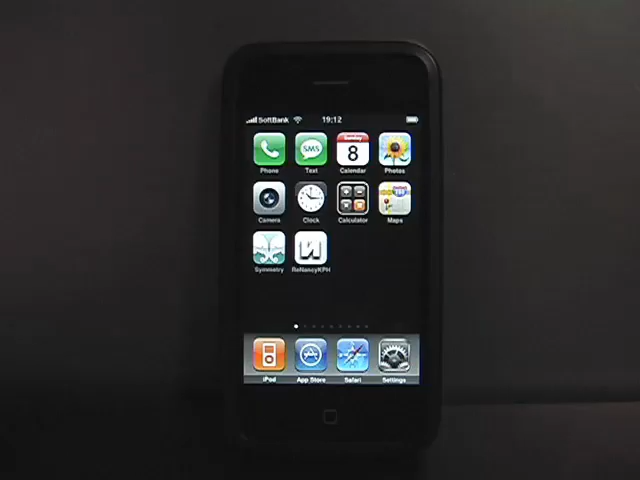 SoftBank 19:12
SMS Sunday 8
Phone Text Calendar Photos
280
Camera Clock Calculator Maps
Symmetry ReNancyKPH
iPod App Store Safari Settings